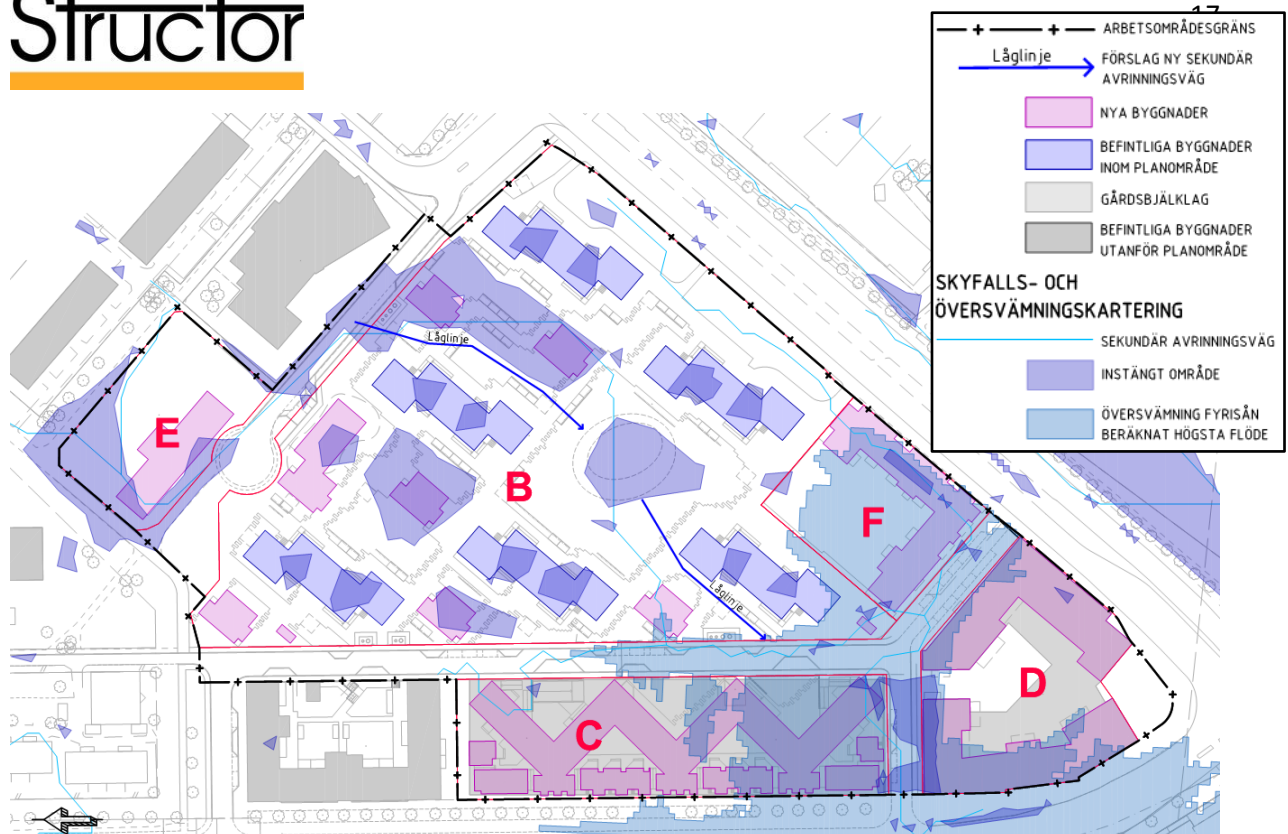 Structor
17
ARBETSOMRÅDESGRÄNS
Låglinje
FÖRSLAG NY SEKUNDÄR
AVRINNINGSVÄG
NYA BYGGNADER
BEFINTLIGA BYGGNADER
INOM PLANOMRÅDE
GÅRDSBJÄLKLAG
BEFINTLIGA BYGGNADER
UTANFÖR PLANOMRÅDE
SKYFALLS- OCH
ÖVERSVÄMNINGSKARTERING
SEKUNDÄR AVRINNINGSVÄG
INSTÄNGT OMRÅDE
ÖVERSVÄMNING FYRISÅN
BERÄKNAT HÖGSTA FLÖDE
Låglinje
E
B
F
Låglinje
D
C